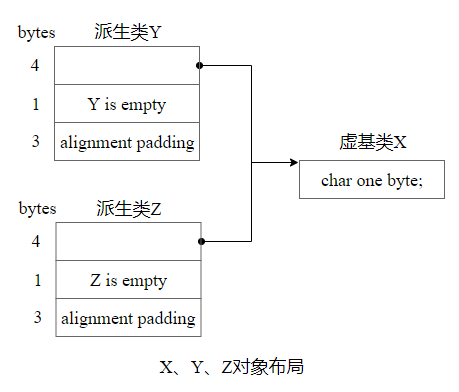 bytes 派生类Y
4
1 Y is empty
3 alignment padding
虚基类X
char one byte;
bytes 派生类Z
4
1 Z is empty
3 alignment padding
X、Y、Z对象布局